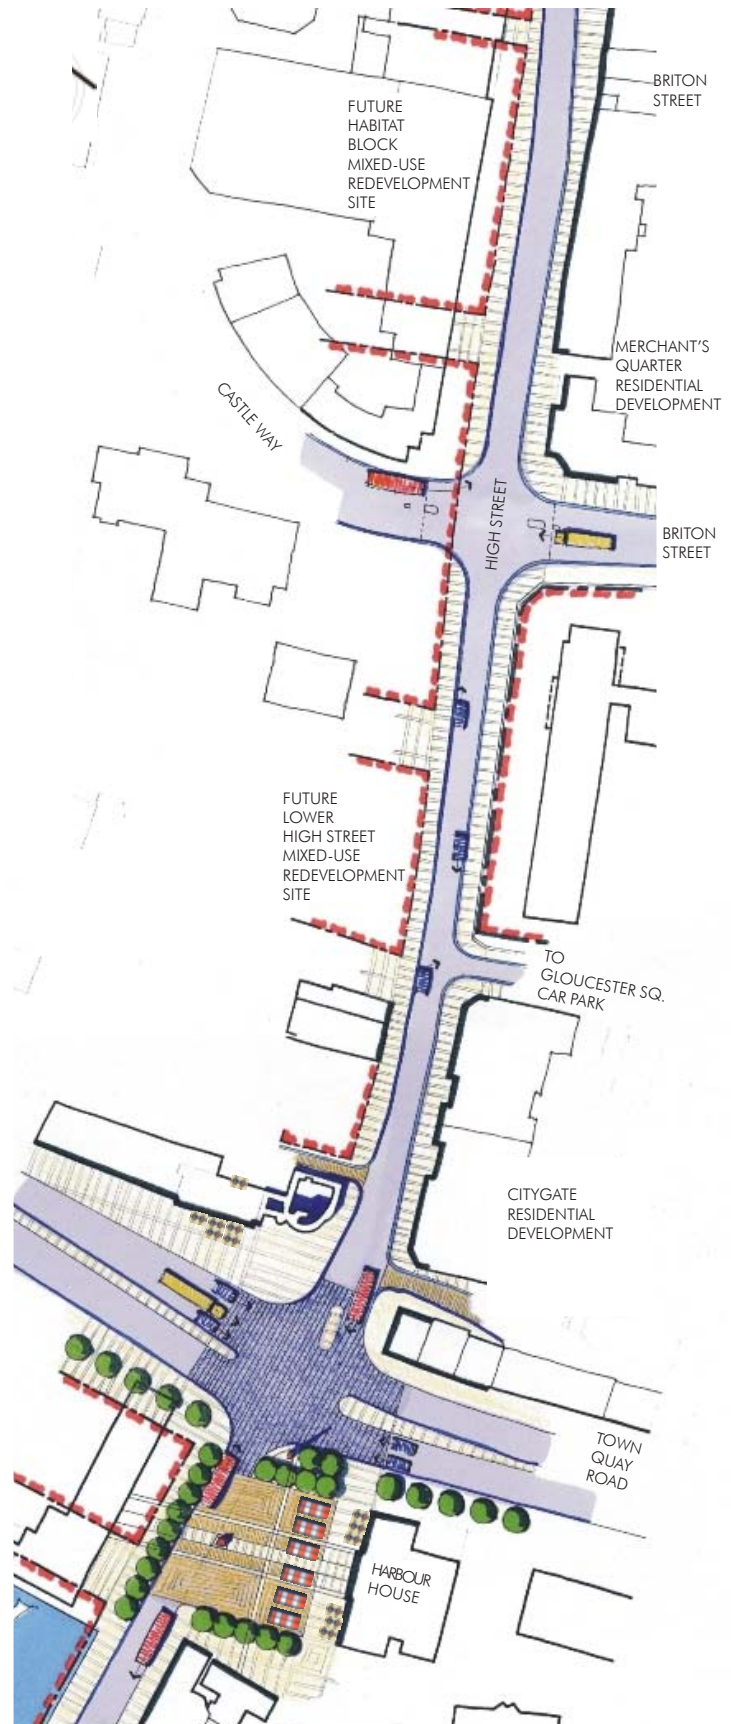 BRITON
STREET
FUTURE
HABITAT
BLOCK
MIXED-USE
REDEVELOPMENT
SITE
MERCHANT'S
QUARTER
RESIDENTIAL
DEVELOPMENT
CASTLE WAY
HIGH STREET
BRITON
STREET
FUTURE
LOWER
HIGH STREET
MIXED-USE
REDEVELOPMENT
SITE
TO
GLOUCESTER SQ.
CAR PARK
CITYGATE
RESIDENTIAL
DEVELOPMENT
TOWN
QUAY
ROAD
HARBOUR
HOUSE